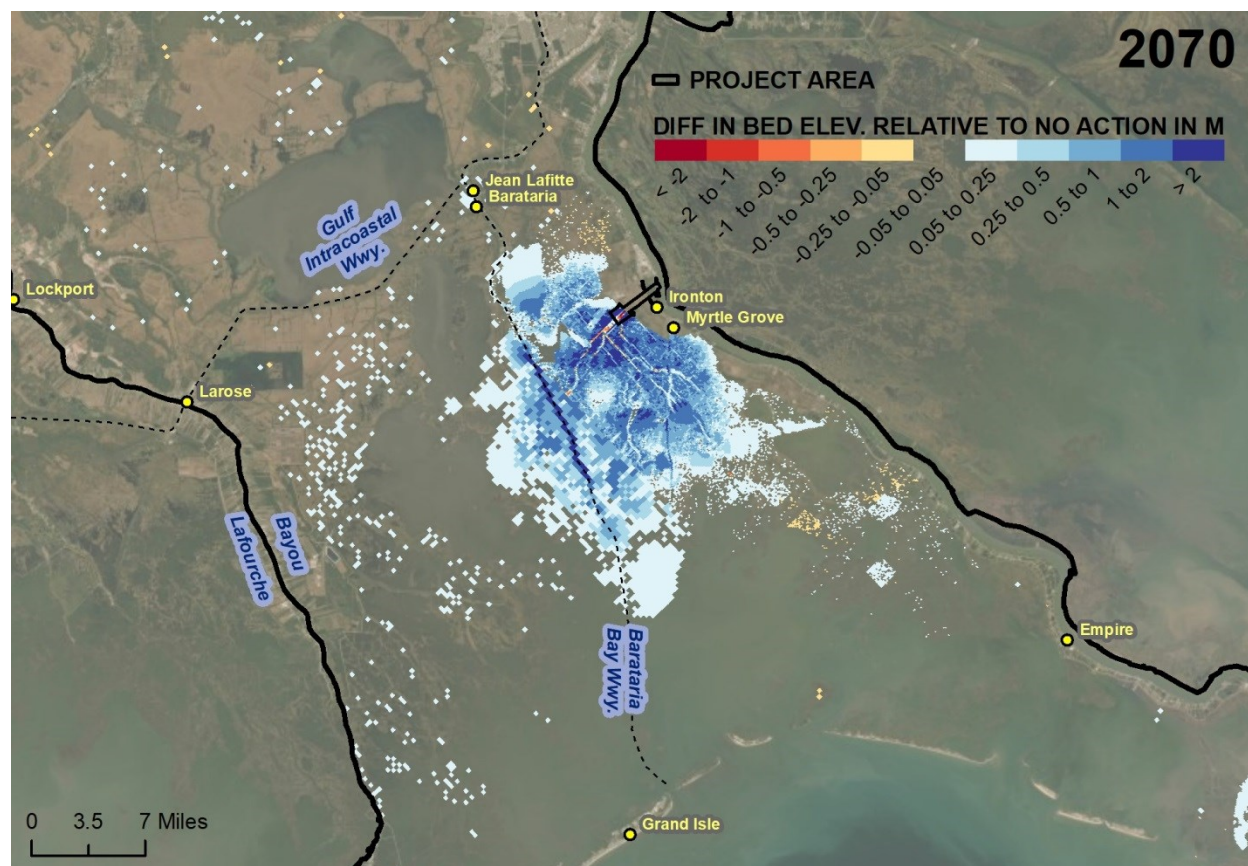 2070
PROJECT AREA
DIFF IN BED ELEV. RELATIVE TO NO ACTION IN M
< -2
-2 to -1
-1 to -0.5
-0.5 to -0.25
-0.25 to -0.05
-0.05 to 0.05
0.05 to 0.25
0.25 to 0.5
0.5 to 1
1 to 2
> 2
Jean Lafitte
Barataria
Gulf
Intracoastal
Wwy.
Lockport
Ironton
Myrtle Grove
Larose
Bayou
Lafourche
Barataria
Bay Wwy.
Empire
Grand Isle
0 3.5 7 Miles